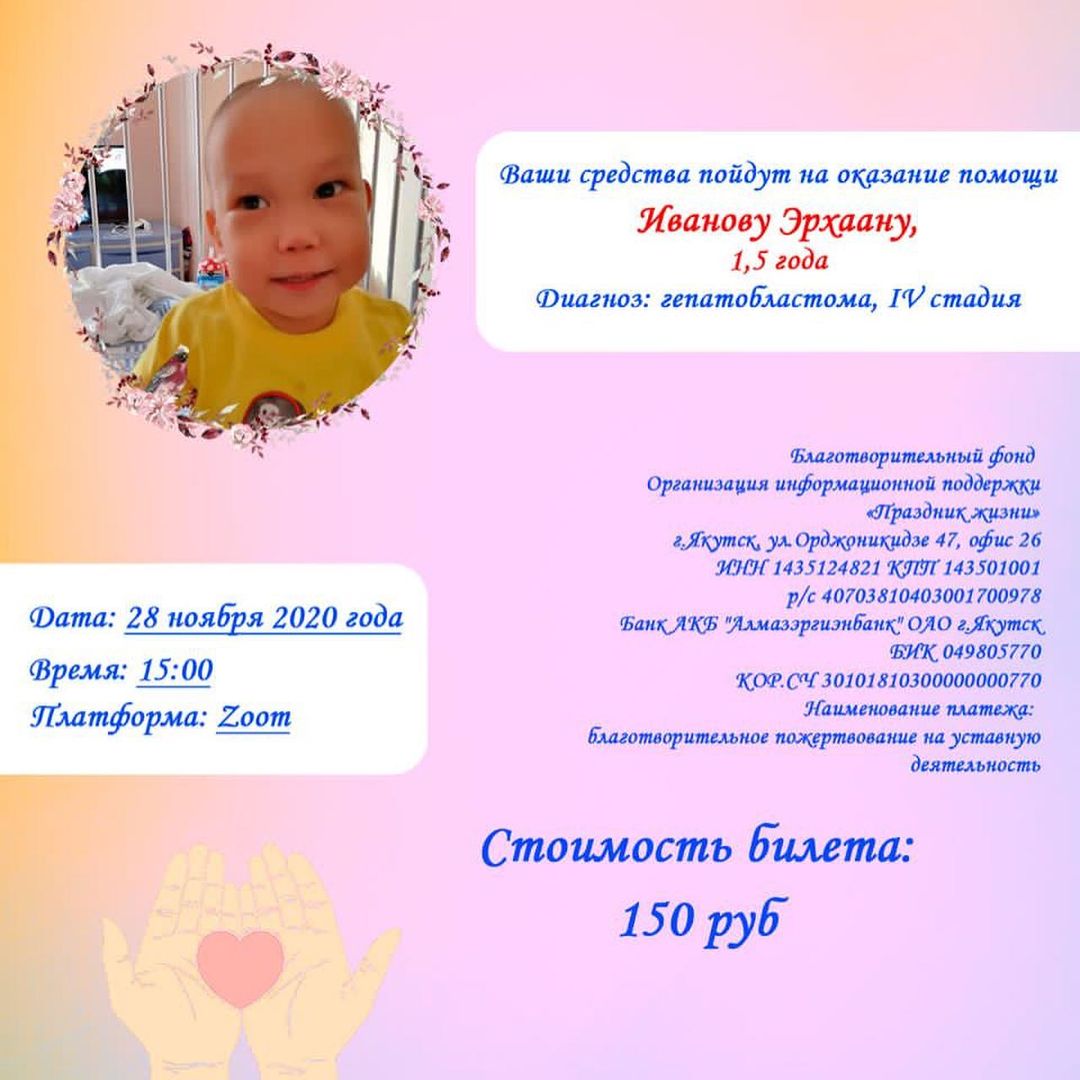 Ваши средства пойдут на оказание помощи
Иванову Эрхаану,
1,5 года
Диагноз: гепатобластома, IV стадия
Благотворительный фонд
Организация информационной поддержки
«Праздник жизни»
г.Якутск, ул.Орджоникидзе 47, офис 26
ИНН 1435124821 КПП 143501001
р/с 40703810403001700978
Банк АКБ "Алмазэргиэнбанк" ОАО г.Якутск
БИК 049805770
КОР.СЧ 30101810300000000770
Наименование платежа:
благотворительное пожертвование на уставную
деятельность
Дата: 28 ноября 2020 года
Время: 15:00
Платформа: Zoom
Стоимость билета:
150 руб